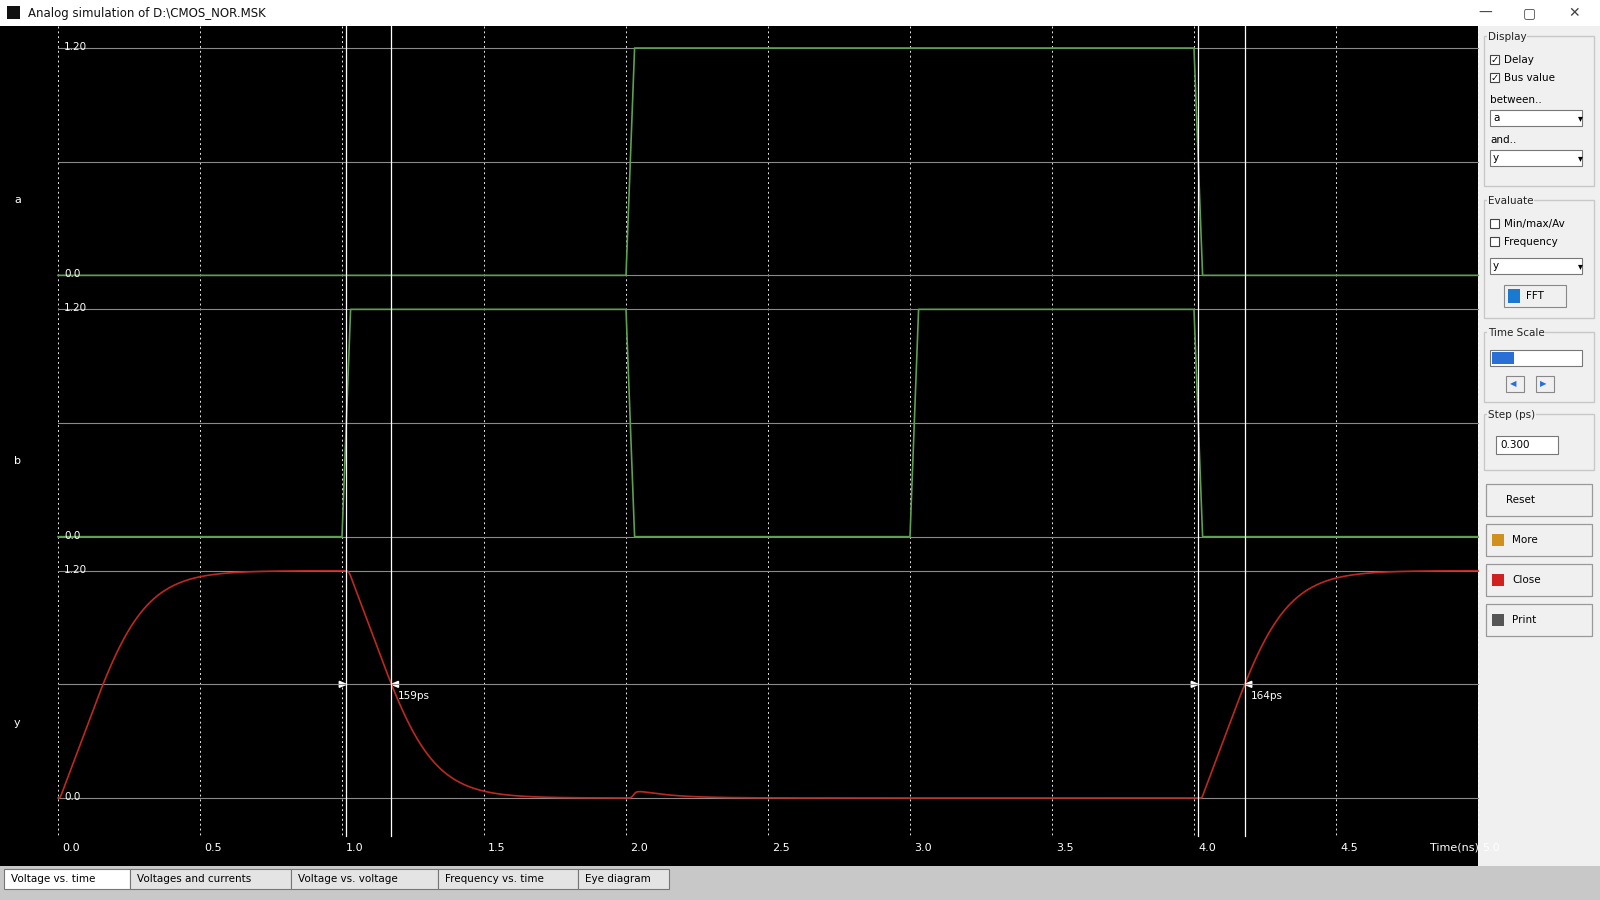 Analog simulation of D:\CMOS_NOR.MSK
1.20
a
0.0
1.20
b
0.0
1.20
159ps
164ps
y
0.0
0.0 0.5 1.0 1.5 2.0 2.5 3.0 3.5 4.0 4.5 Time(ns) 5.0
Display
Delay
Bus value
between..
a
and..
y
Evaluate
Min/max/Av
Frequency
y
FFT
Time Scale
Step (ps)
0.300
Reset
More
Close
Print
Voltage vs. time Voltages and currents Voltage vs. voltage Frequency vs. time Eye diagram